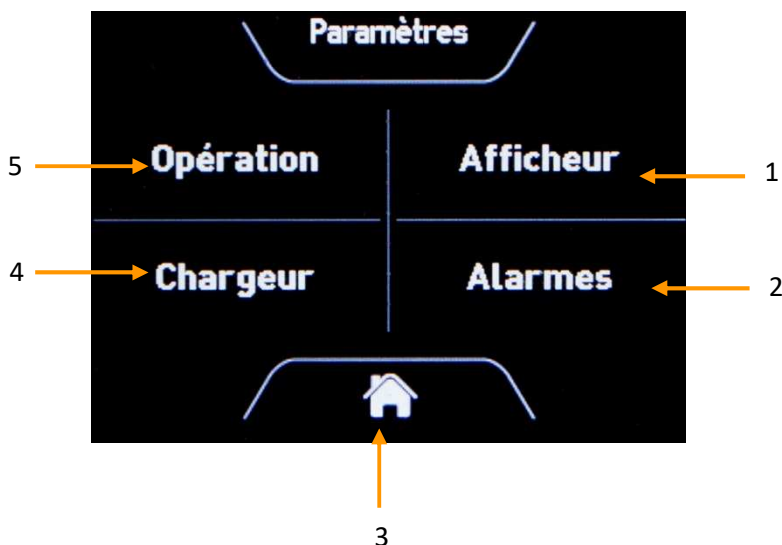 Paramètres
5
Opération
Afficheur
1
4
Chargeur
Alarmes
2
3